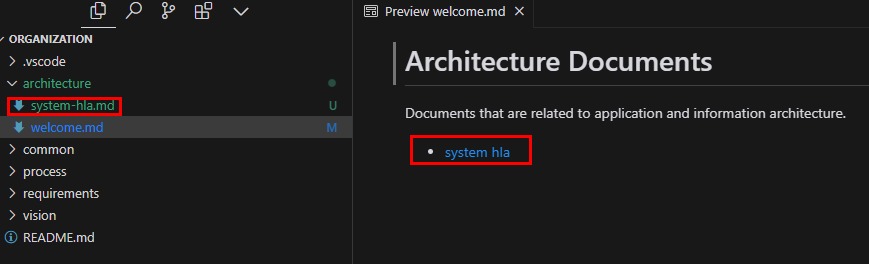 ORGANIZATION
.vscode
architecture
system-hla.md U
welcome.md M
common
process
requirements
vision
README.md
Preview welcome.md
Architecture Documents
Documents that are related to application and information architecture.
system hla